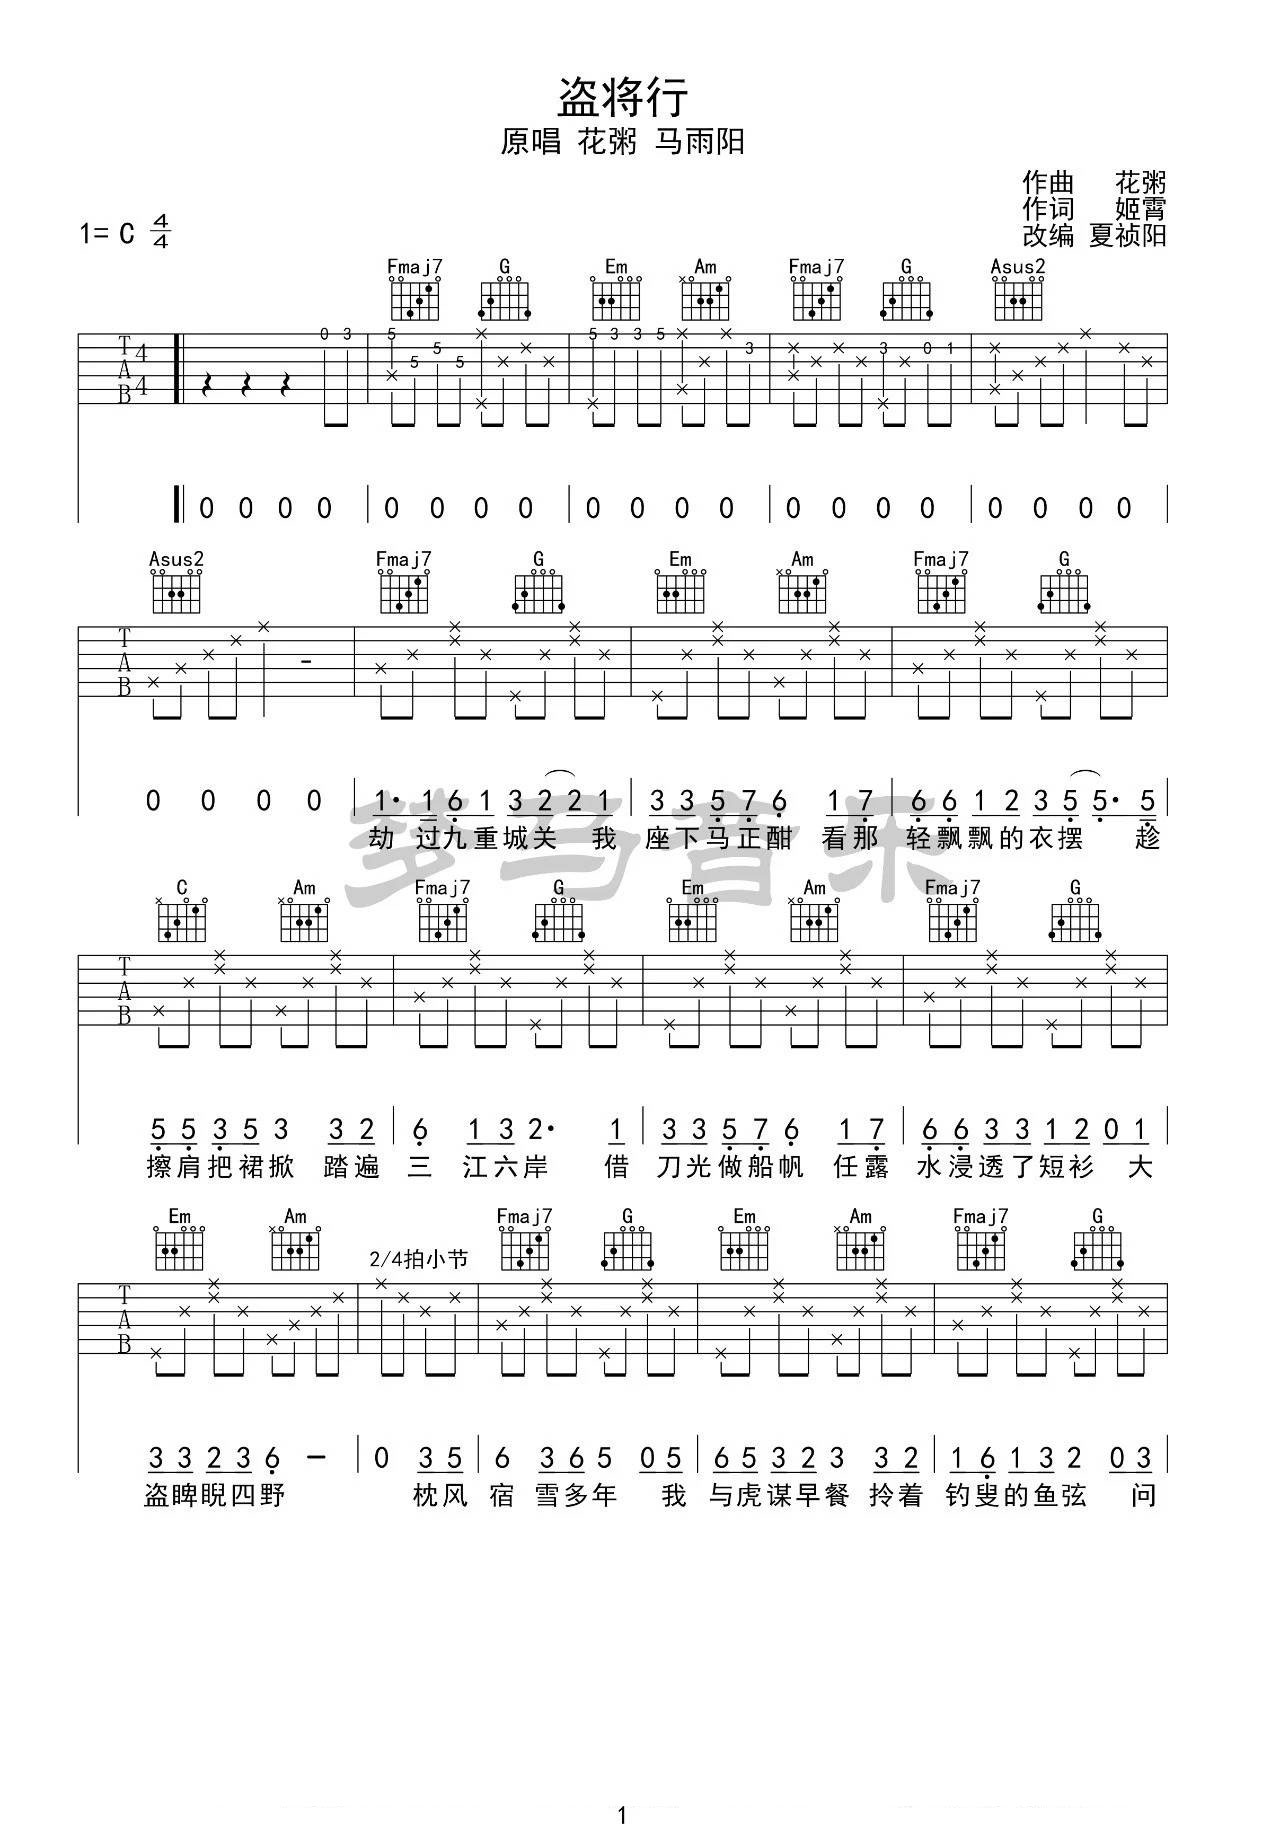 盗将行
原唱 花粥 马雨阳
作曲 花粥
作词 姬霄
1= C 4/4
改编 夏祯阳
Fmaj7 G Em Am Fmaj7 G Asus2
0 3 5 5 5 5 5 3 3 5 3 3 0 1
T A B 4/4
0 0 0 0 0 0 0 0 0 0 0 0 0 0 0 0 0 0 0 0
Asus2 Fmaj7 G Em Am Fmaj7 G
T A B
0 0 0 0 1· 1 6 1 3 2 2 1 3 3 5 7 6 1 7 6 6 1 2 3 5 5· 5
劫 过九重城关 我 座下马正酣 看那 轻飘飘的衣摆 趁
梦马音乐
C Am Fmaj7 G Em Am Fmaj7 G
T A B
5 5 3 5 3 3 2 6 1 3 2· 1 3 3 5 7 6 1 7 6 6 3 3 1 2 0 1
擦肩把裙掀 踏遍 三 江六岸 借 刀光做船帆 任露 水浸透了短衫 大
Em Am Fmaj7 G Em Am Fmaj7 G
2/4拍小节
T A B
3 3 2 3 6 – 0 3 5 6 3 6 5 0 5 6 5 3 2 3 3 2 1 6 1 3 2 0 3
盗睥睨四野 枕风 宿 雪多年 我 与虎谋早餐 拎着 钓叟的鱼弦 问
1